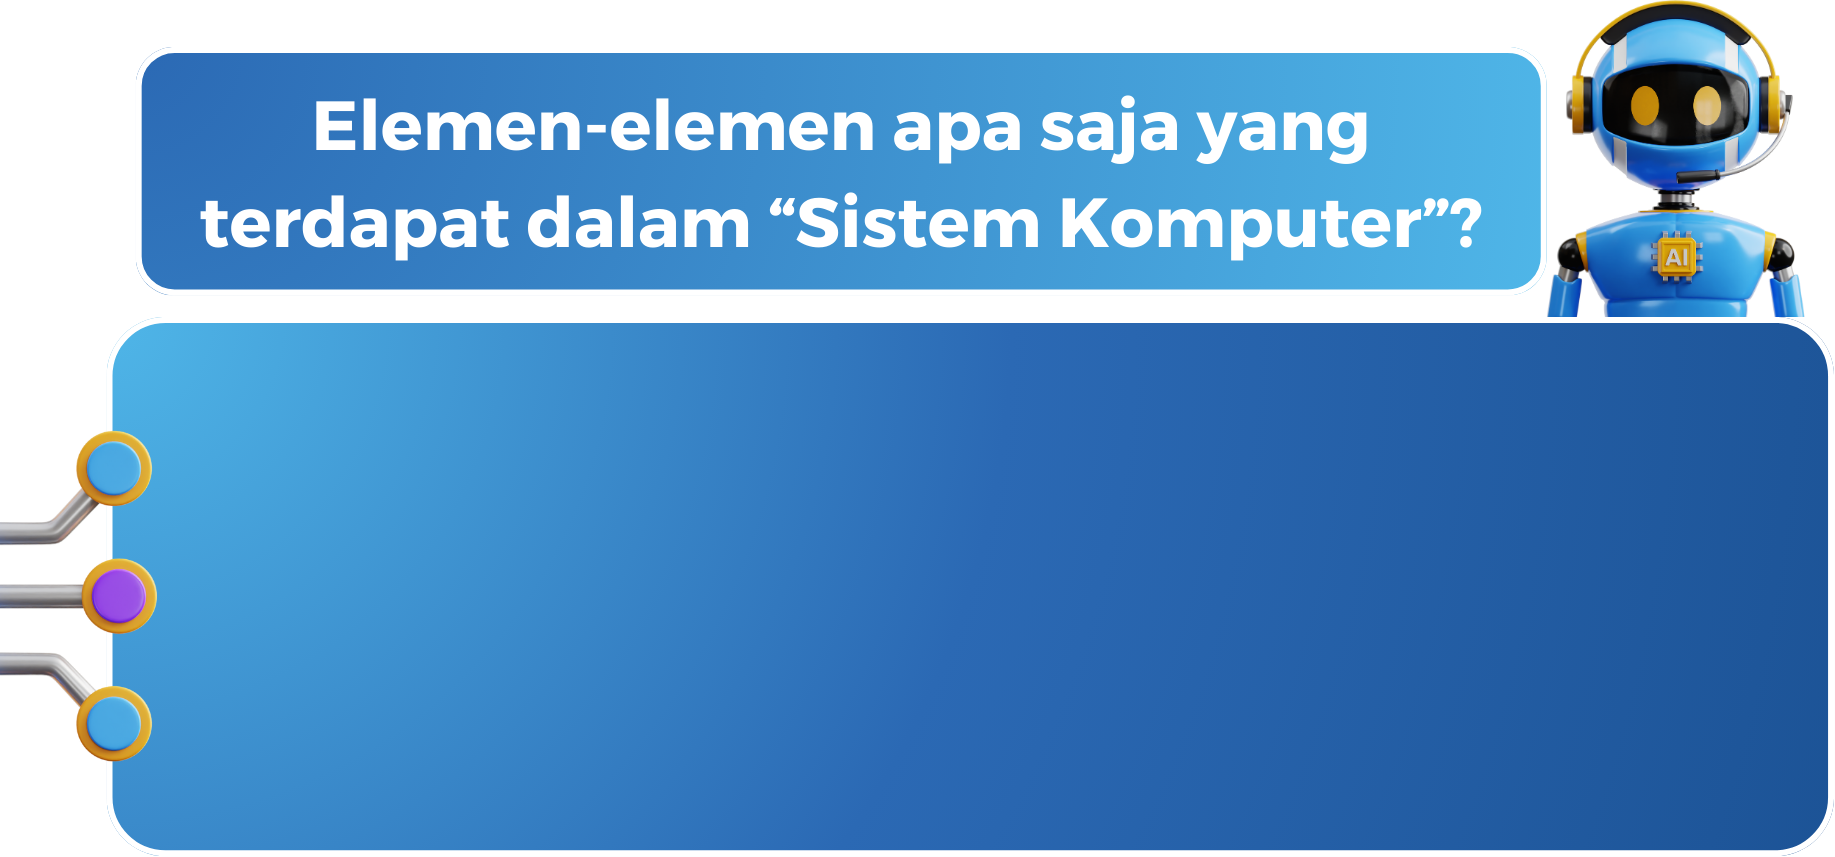 Elemen-elemen apa saja yang
terdapat dalam “Sistem Komputer”?
AI